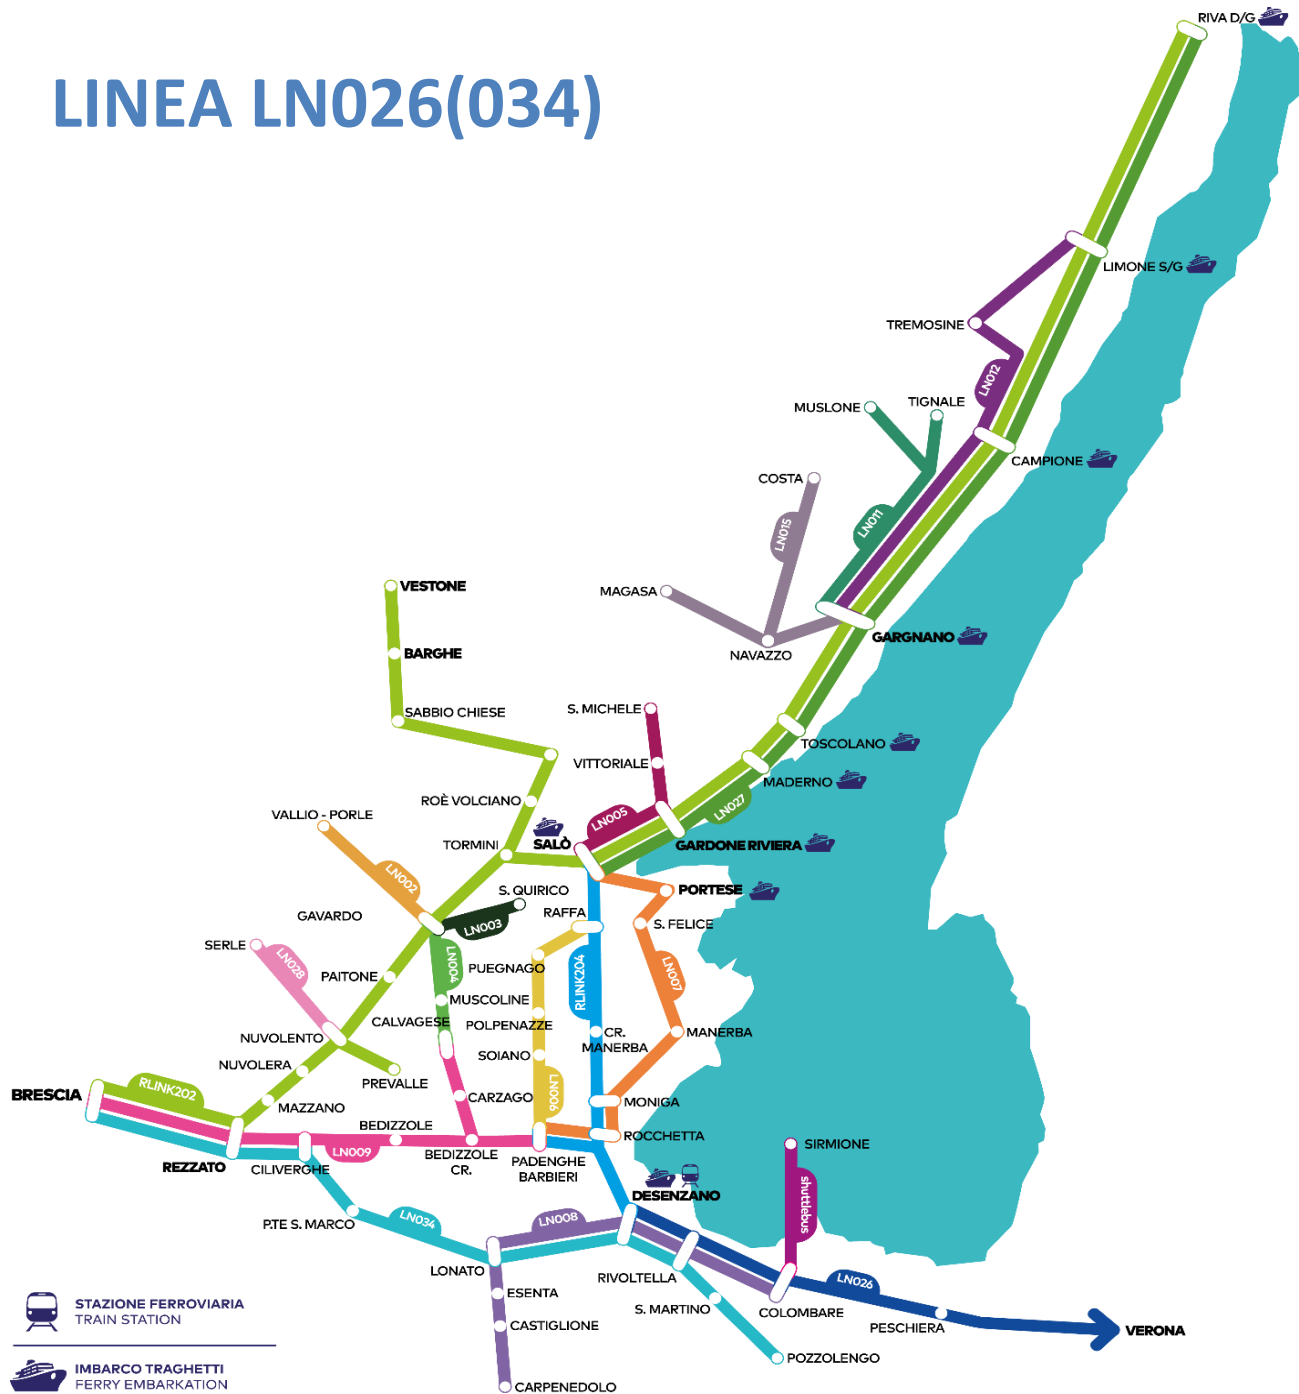 RIVA D/G
LINEA LN026(034)
LIMONE S/G
TREMOSINE
LN012
MUSLONE
TIGNALE
CAMPIONE
COSTA
LN015
LN011
VESTONE
MAGASA
GARGNANO
BARGHE
NAVAZZO
SABBIO CHIESE
S. MICHELE
TOSCOLANO
VITTORIALE
MADERNO
ROÈ VOLCIANO
LN027
VALLIO - PORLE
LN005
TORMINI
SALÒ
GARDONE RIVIERA
LN002
S. QUIRICO
PORTESE
GAVARDO
RAFFA
S. FELICE
LN003
SERLE
LN028
LN004
PUEGNAGO
RLINK204
LN007
PAITONE
MUSCOLINE
CALVAGESE
POLPENAZZE
CR.
MANERBA
MANERBA
NUVOLENTO
SOIANO
NUVOLERA
PREVALLE
LN006
BRESCIA
RLINK202
CARZAGO
MONIGA
MAZZANO
BEDIZZOLE
ROCCHETTA
SIRMIONE
LN009
BEDIZZOLE
CR.
PADENGHE
BARBIERI
REZZATO
CILIVERGHE
DESENZANO
shuttlebus
P.TE S. MARCO
LN034
LN008
LONATO
RIVOLTELLA
LN026
ESENTA
S. MARTINO
COLOMBARE
PESCHIERA
VERONA
CASTIGLIONE
POZZOLENGO
CARPENEDOLO
STAZIONE FERROVIARIA
TRAIN STATION
IMBARCO TRAGHETTI
FERRY EMBARKATION